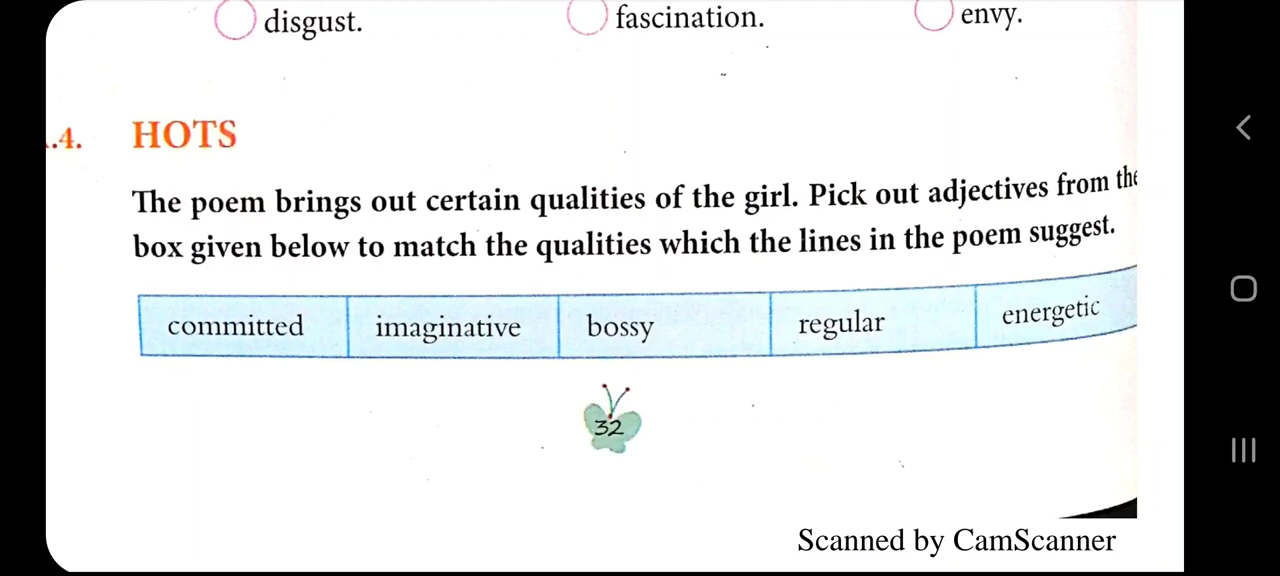 disgust. fascination. envy.
.4. HOTS
The poem brings out certain qualities of the girl. Pick out adjectives from the
box given below to match the qualities which the lines in the poem suggest.
committed imaginative bossy regular energetic
32
Scanned by CamScanner